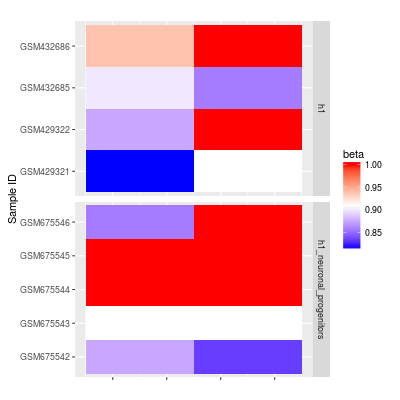 Sample ID
GSM432686
GSM432685
GSM429322
GSM429321
h1
GSM675546
GSM675545
GSM675544
GSM675543
GSM675542
h1_neuronal_progenitors
beta
1.00
0.95
0.90
0.85